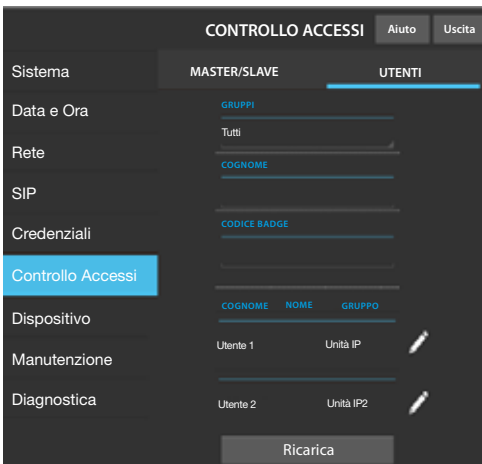 CONTROLLO ACCESSI Aiuto Uscita
Sistema
Data e Ora
Rete
SIP
Credenziali
Controllo Accessi
Dispositivo
Manutenzione
Diagnostica
MASTER/SLAVE UTENTI
GRUPPI
Tutti
COGNOME
CODICE BADGE
COGNOME NOME GRUPPO
Utente 1 Unità IP
Utente 2 Unità IP2
Ricarica